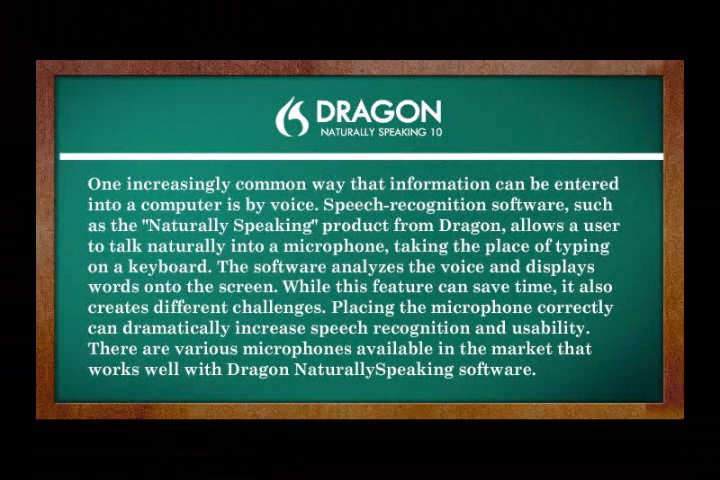 DRAGON
NATURALLY SPEAKING 10
One increasingly common way that information can be entered
into a computer is by voice. Speech-recognition software, such
as the "Naturally Speaking" product from Dragon, allows a user
to talk naturally into a microphone, taking the place of typing
on a keyboard. The software analyzes the voice and displays
words onto the screen. While this feature can save time, it also
creates different challenges. Placing the microphone correctly
can dramatically increase speech recognition and usability.
There are various microphones available in the market that
works well with Dragon NaturallySpeaking software.